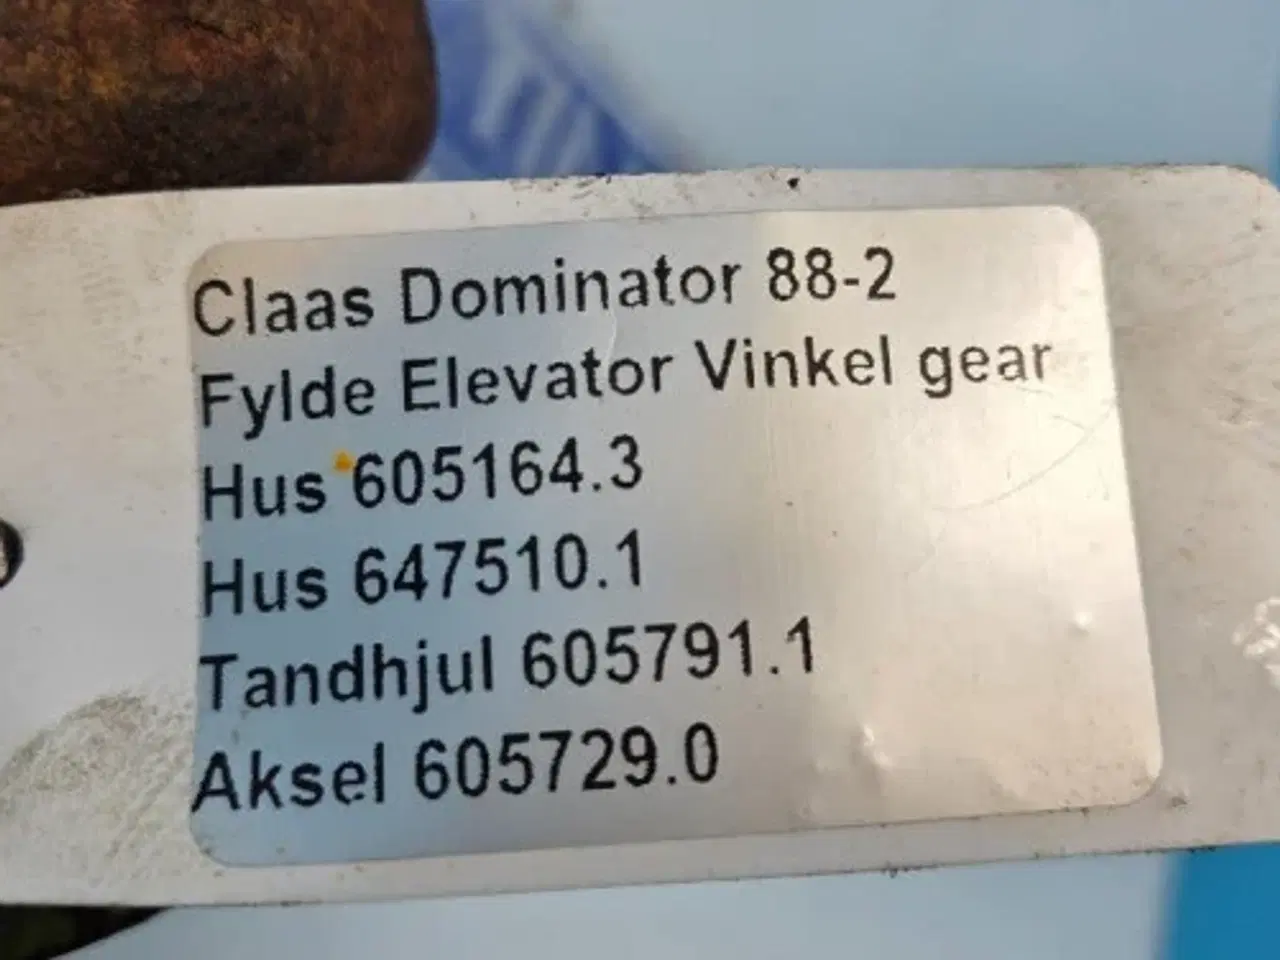 Claas Dominator 88-2
Fylde Elevator Vinkel gear
Hus 605164.3
Hus 647510.1
Tandhjul 605791.1
Aksel 605729.0